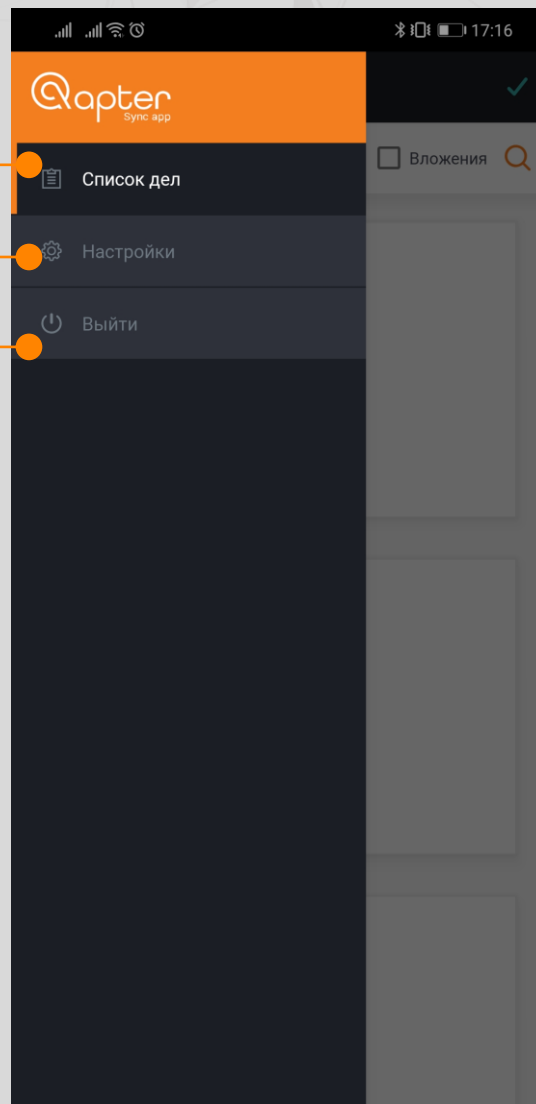 17:16
Qapter
Sync app
Список дел
Вложения
Настройки
Выйти